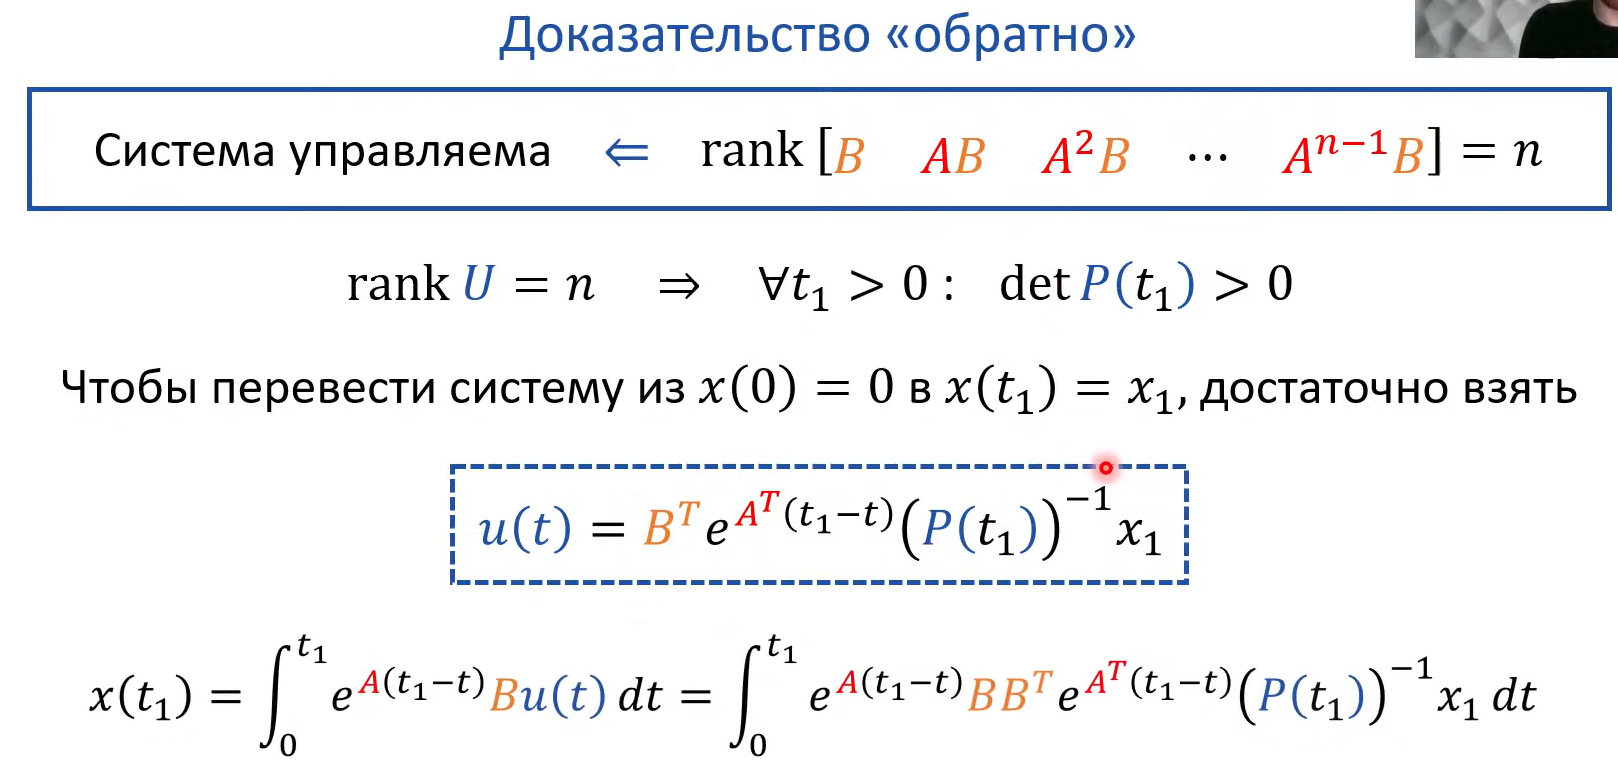 Доказательство «обратно»
Система управляема ⇐ rank [B AB A²B ⋯ Aⁿ⁻¹B] = n
rank U = n ⇒ ∀t₁ > 0 : det P(t₁) > 0
Чтобы перевести систему из x(0) = 0 в x(t₁) = x₁, достаточно взять
u(t) = Bᵀe^{Aᵀ(t₁−t)}(P(t₁))⁻¹x₁
x(t₁) = ∫₀^{t₁} e^{A(t₁−t)}Bu(t) dt = ∫₀^{t₁} e^{A(t₁−t)}BBᵀe^{Aᵀ(t₁−t)}(P(t₁))⁻¹x₁ dt